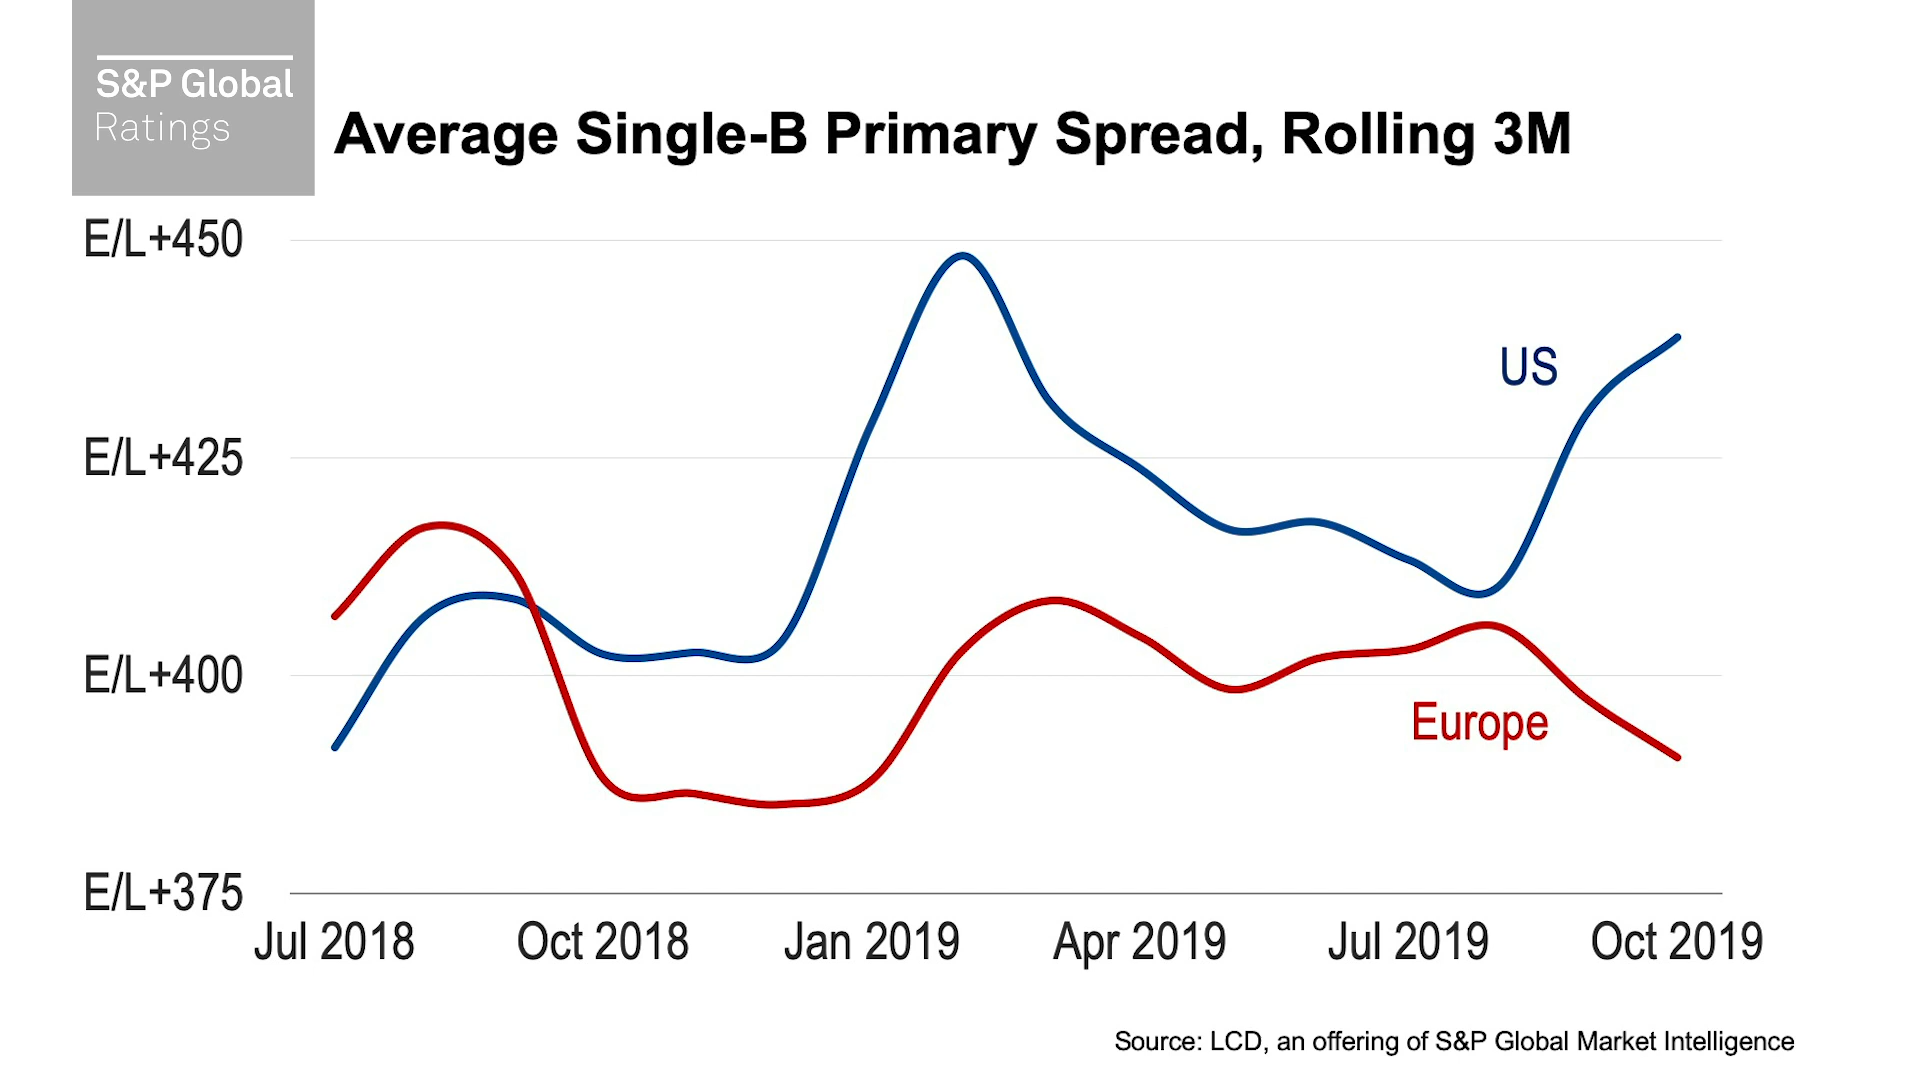 S&P Global
Ratings
Average Single-B Primary Spread, Rolling 3M
E/L+450
E/L+425
E/L+400
E/L+375
US
Europe
Jul 2018 Oct 2018 Jan 2019 Apr 2019 Jul 2019 Oct 2019
Source: LCD, an offering of S&P Global Market Intelligence